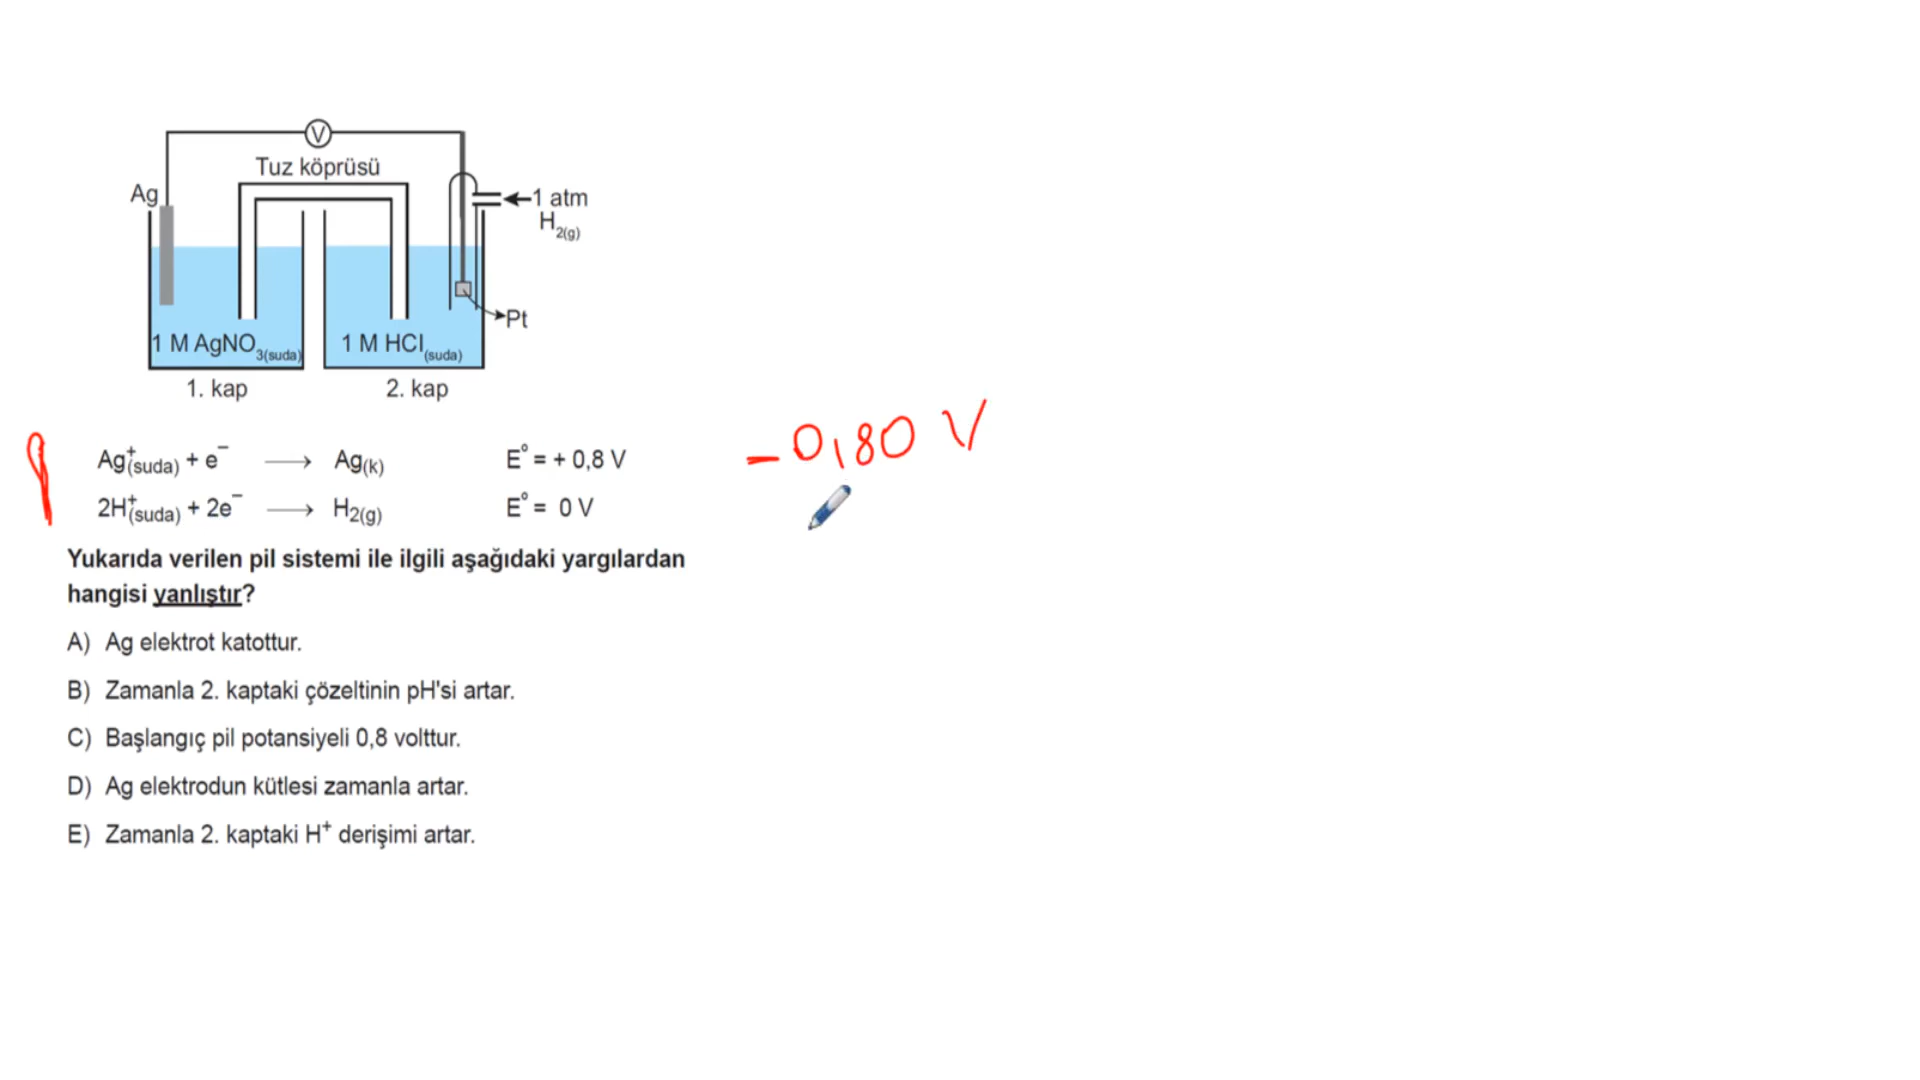 V
Tuz köprüsü
Ag
1 atm
H2(g)
Pt
1 M AgNO3(suda)
1 M HCl(suda)
1. kap
2. kap
Ag+(suda) + e− → Ag(k) E° = + 0,8 V
-0,80 V
2H+(suda) + 2e− → H2(g) E° = 0 V
Yukarıda verilen pil sistemi ile ilgili aşağıdaki yargılardan
hangisi yanlıştır?
A) Ag elektrot katottur.
B) Zamanla 2. kaptaki çözeltinin pH'si artar.
C) Başlangıç pil potansiyeli 0,8 volttur.
D) Ag elektrodun kütlesi zamanla artar.
E) Zamanla 2. kaptaki H+ derişimi artar.